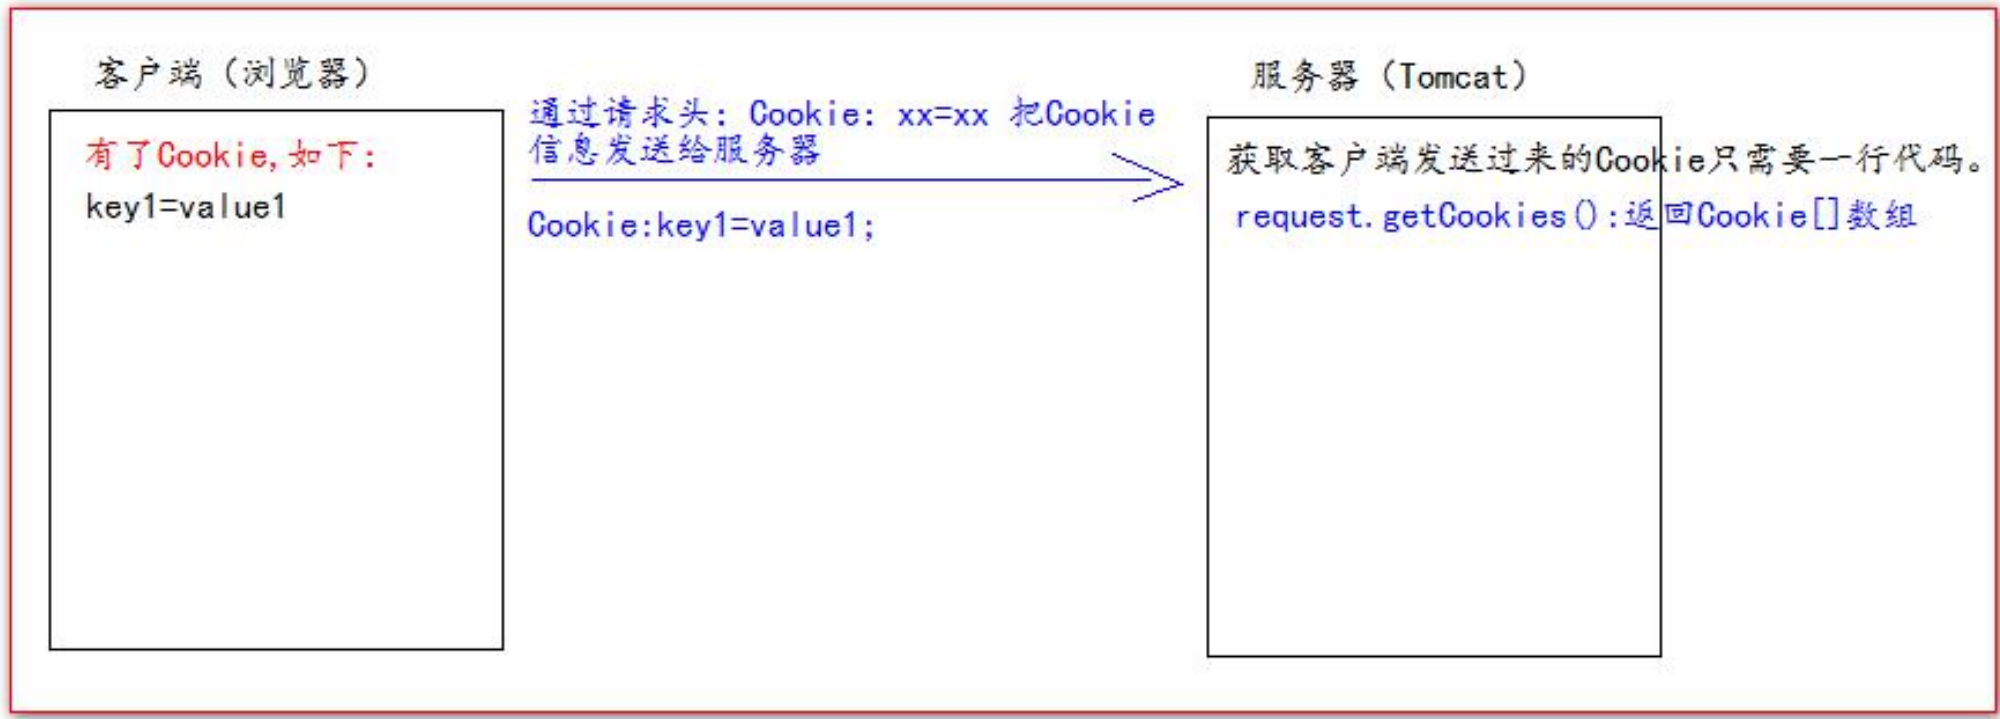 客户端（浏览器）
有了Cookie,如下:
key1=value1
通过请求头: Cookie: xx=xx 把Cookie
信息发送给服务器
Cookie:key1=value1;
服务器（Tomcat）
获取客户端发送过来的Cookie只需要一行代码。
request.getCookies():返回Cookie[]数组